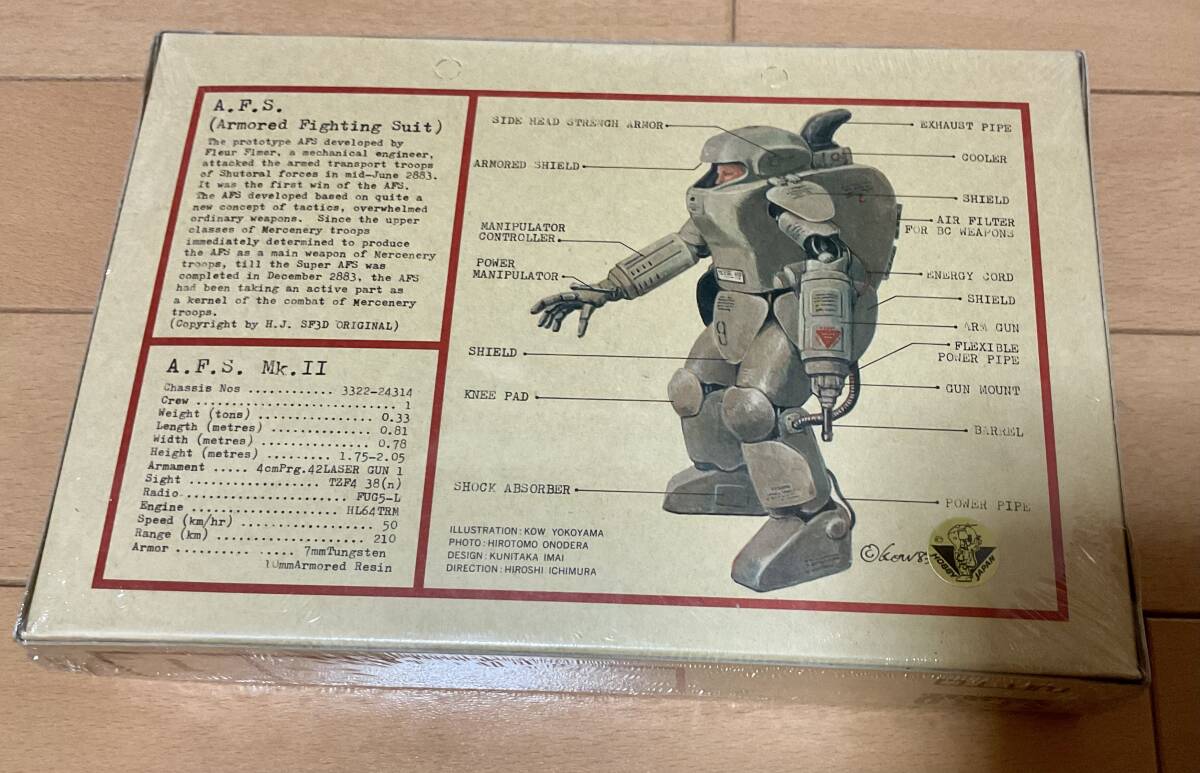 A.F.S.
(Armored Fighting Suit)
The prototype AFS developed by
Fleur Flmer, a mechanical engineer,
attacked the armed transport troops
of Shutoral forces in mid-June 2883.
It was the first win of the AFS.
The AFS developed based on quite a
new concept of tactics, overwhelmed
ordinary weapons. Since the upper
classes of Mercenery troops
immediately determined to produce
the AFS as a main weapon of Mercenery
troops, till the Super AFS was
completed in December 2883, the AFS
had been taking an active part as
a kernel of the combat of Mercenery
troops.
(Copyright by H.J. SF3D ORIGINAL)
A.F.S. Mk.II
Chassis Nos ............ 3322-24314
Crew ............................. 1
Weight (tons) ................. 0.33
Length (metres) ............... 0.81
Width (metres) ................ 0.78
Height (metres) .......... 1.75-2.05
Armament ..... 4cmPrg.42LASER GUN 1
Sight ................... TZF4 38(n)
Radio ........................ FUG5-L
Engine ...................... HL64TRM
Speed (km/hr) ................... 50
Range (km) ..................... 210
Armor ............... 7mmTungsten
10mmArmored Resin
SIDE HEAD STRENGH ARMOR
ARMORED SHIELD
MANIPULATOR
CONTROLLER
POWER
MANIPULATOR
SHIELD
KNEE PAD
SHOCK ABSORBER
EXHAUST PIPE
COOLER
SHIELD
AIR FILTER
FOR BC WEAPONS
ENERGY CORD
SHIELD
ARM GUN
FLEXIBLE
POWER PIPE
GUN MOUNT
BARREL
POWER PIPE
ILLUSTRATION: KOW YOKOYAMA
PHOTO: HIROTOMO ONODERA
DESIGN: KUNITAKA IMAI
DIRECTION: HIROSHI ICHIMURA
©kow
© HOBBY JAPAN